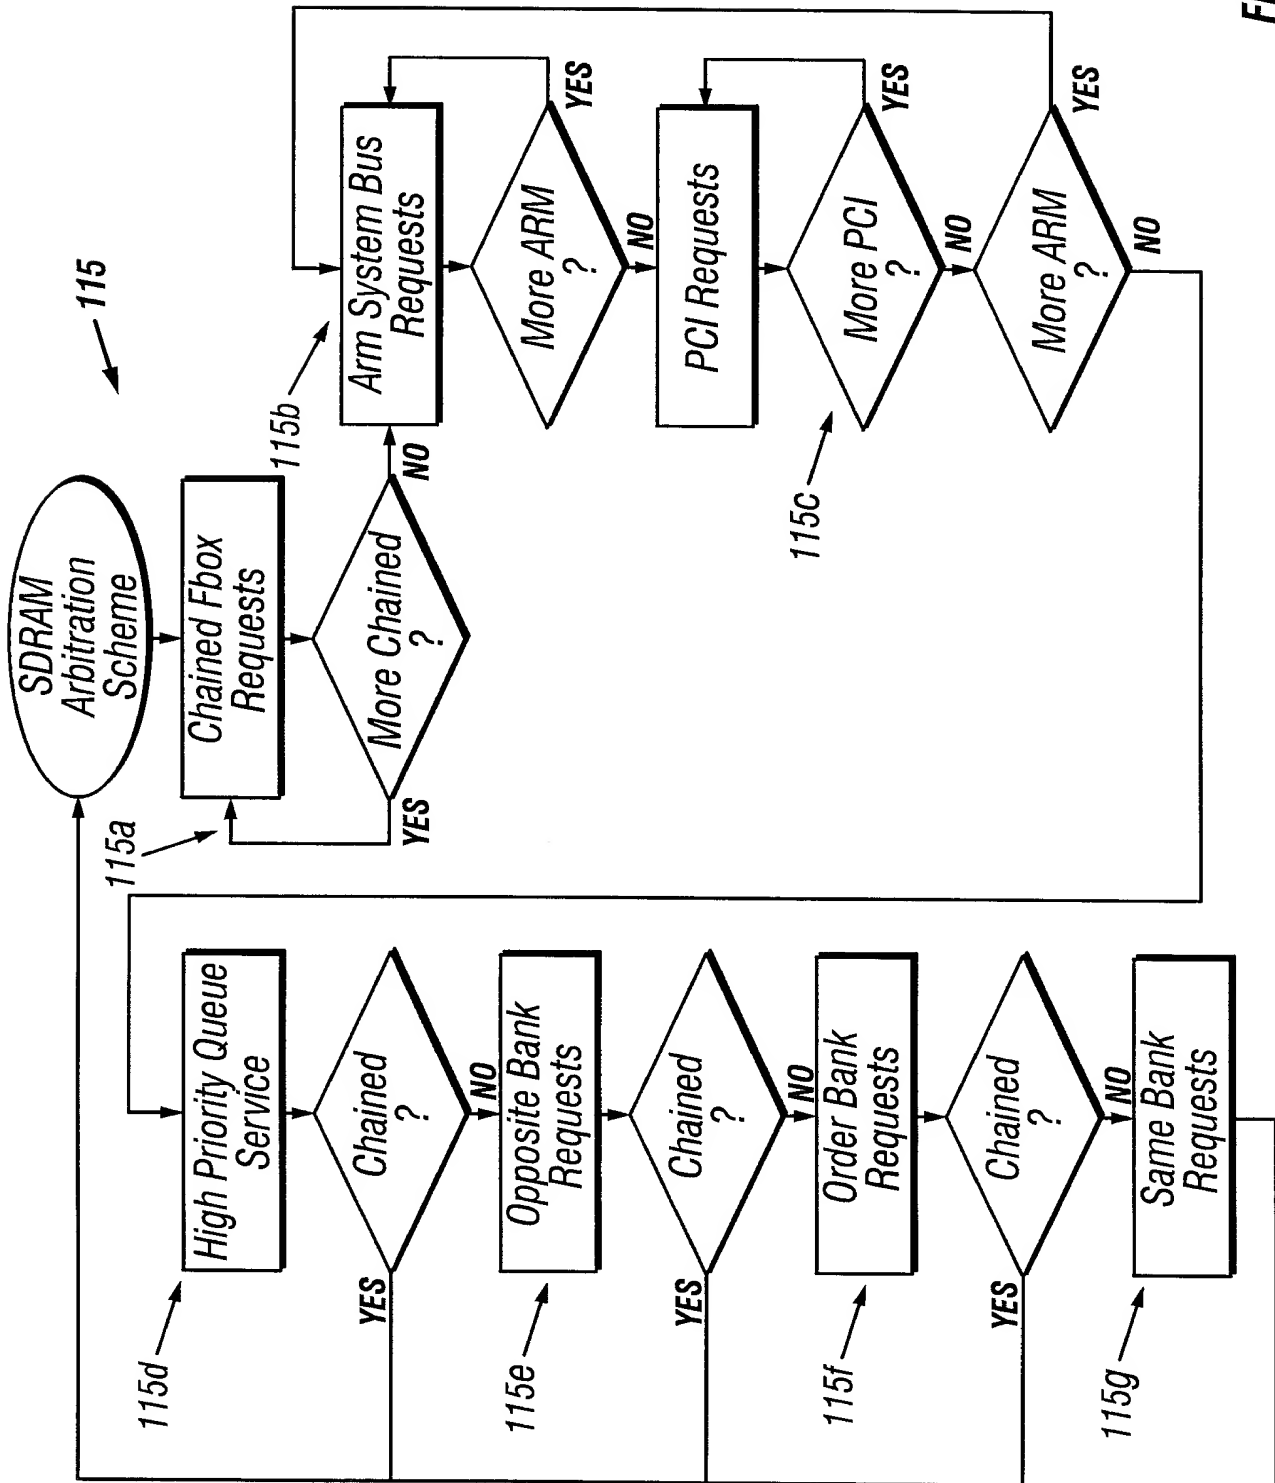 115
SDRAM
Arbitration
Scheme
115a
Chained Fbox
Requests
More Chained
?
YES
NO
115b
Arm System Bus
Requests
More ARM
?
YES
NO
PCI Requests
115c
More PCI
?
YES
NO
More ARM
?
YES
NO
115d
High Priority Queue
Service
Chained
?
YES
NO
115e
Opposite Bank
Requests
Chained
?
YES
NO
115f
Order Bank
Requests
Chained
?
YES
NO
115g
Same Bank
Requests